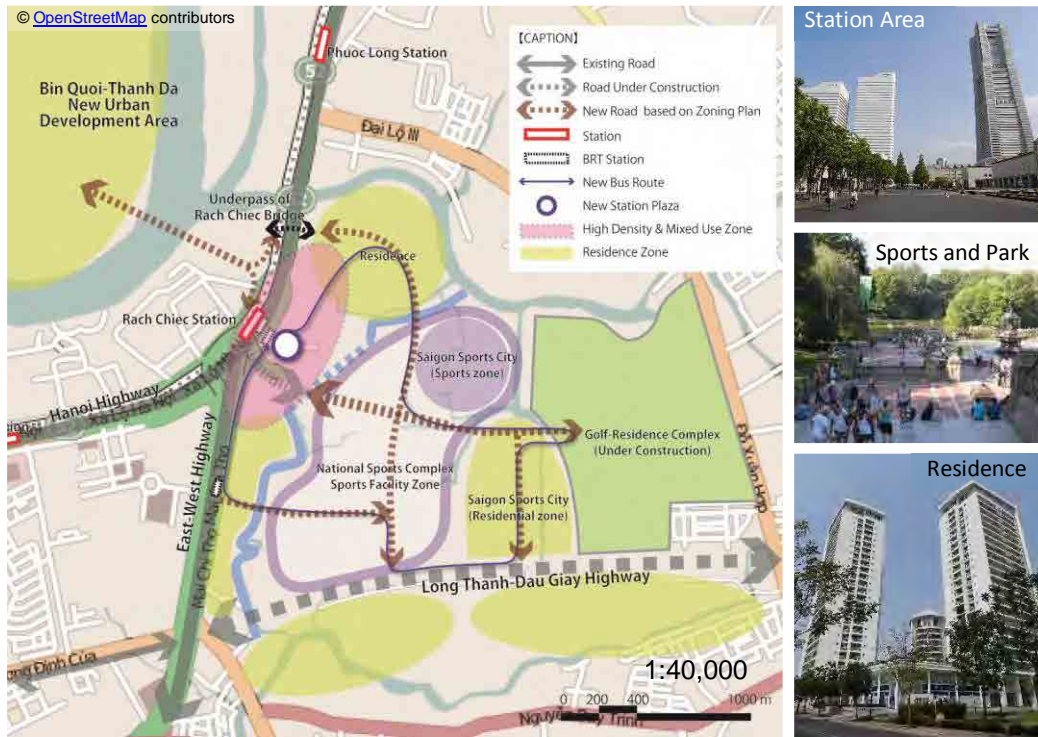 © OpenStreetMap contributors
Phuoc Long Station
Bin Quoi-Thanh Da
New Urban
Development Area
Đại Lộ III
【CAPTION】
Existing Road
Road Under Construction
New Road based on Zoning Plan
Station
BRT Station
New Bus Route
New Station Plaza
High Density & Mixed Use Zone
Residence Zone
Underpass of
Rach Chiec Bridge
Residence
Rach Chiec Station
Saigon Sports City
(Sports zone)
Hanoi Highway
East-West Highway
Golf-Residence Complex
(Under Construction)
National Sports Complex
Sports Facility Zone
Saigon Sports City
(Residential zone)
Đỗ Xuân Hợp
Long Thanh-Dau Giay Highway
1:40,000
0 200 400 1000 m
Station Area
Sports and Park
Residence